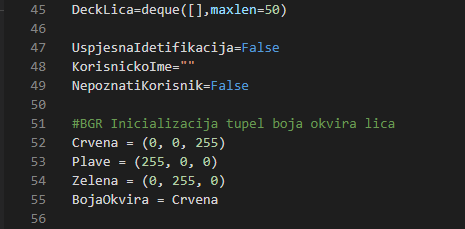 45 DeckLica=deque([],maxlen=50)
46
47 UspjesnaIdetifikacija=False
48 KorisnickoIme=""
49 NepoznatiKorisnik=False
50
51 #BGR Inicializacija tupel boja okvira lica
52 Crvena = (0, 0, 255)
53 Plave = (255, 0, 0)
54 Zelena = (0, 255, 0)
55 BojaOkvira = Crvena
56